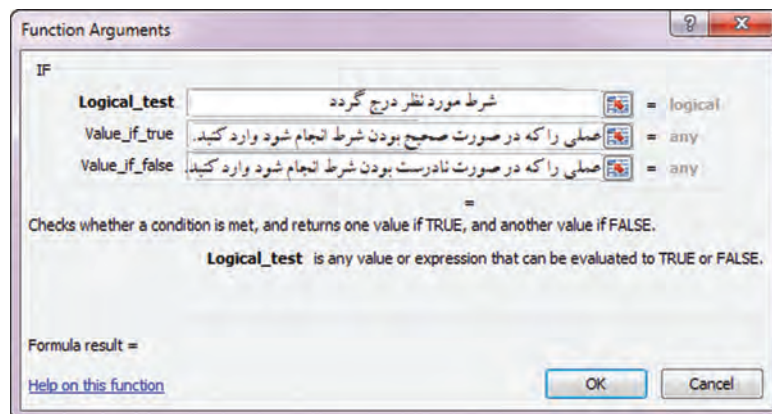 Function Arguments
IF
Logical_test شرط مورد نظر درج گردد = logical
Value_if_true عملی را که در صورت صحیح بودن شرط انجام شود وارد کنید. = any
Value_if_false عملی را که در صورت نادرست بودن شرط انجام شود وارد کنید. = any
=
Checks whether a condition is met, and returns one value if TRUE, and another value if FALSE.
Logical_test is any value or expression that can be evaluated to TRUE or FALSE.
Formula result =
Help on this function OK Cancel